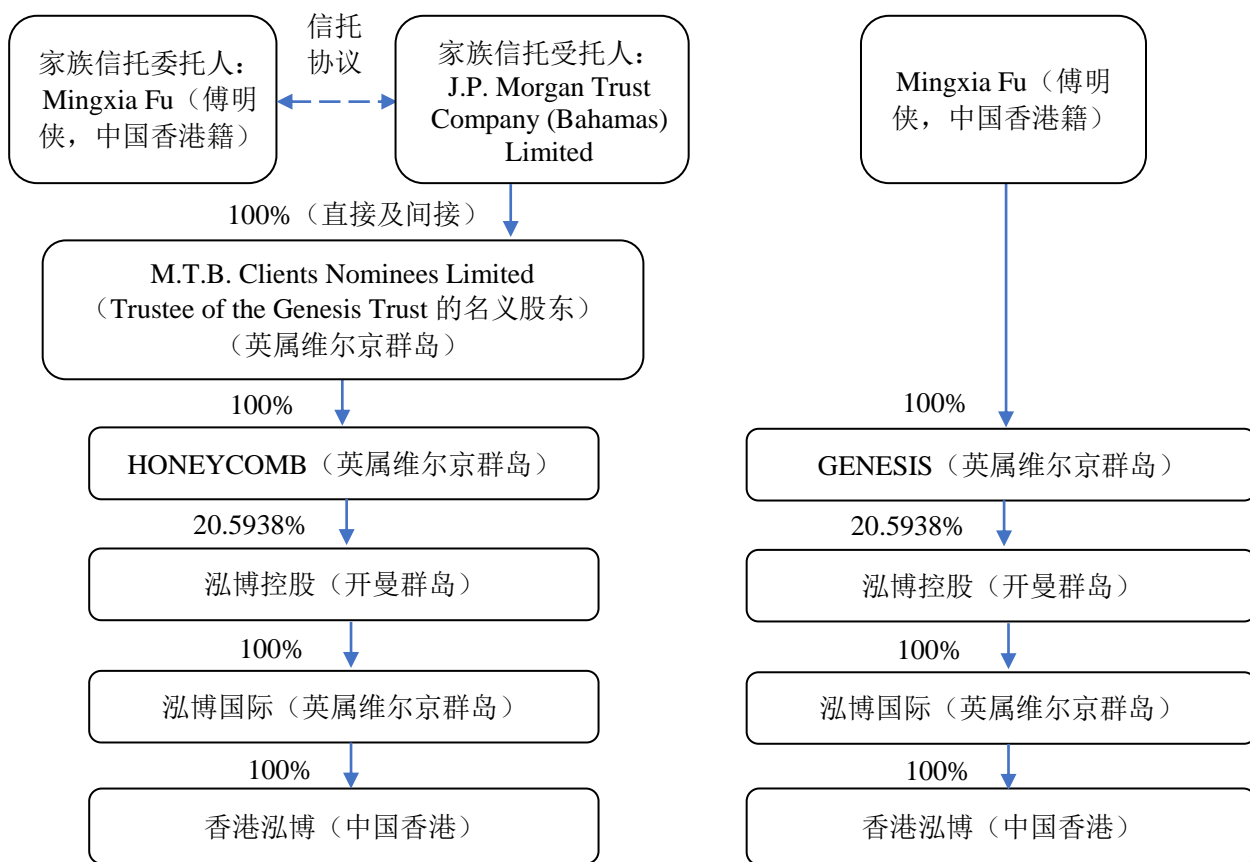 家族信托委托人：
Mingxia Fu（傅明
侠，中国香港籍）
信托
协议
家族信托受托人：
J.P. Morgan Trust
Company (Bahamas)
Limited
100%（直接及间接）
M.T.B. Clients Nominees Limited
（Trustee of the Genesis Trust 的名义股东）
（英属维尔京群岛）
100%
HONEYCOMB（英属维尔京群岛）
20.5938%
泓博控股（开曼群岛）
100%
泓博国际（英属维尔京群岛）
100%
香港泓博（中国香港）
Mingxia Fu（傅明
侠，中国香港籍）
100%
GENESIS（英属维尔京群岛）
20.5938%
泓博控股（开曼群岛）
100%
泓博国际（英属维尔京群岛）
100%
香港泓博（中国香港）